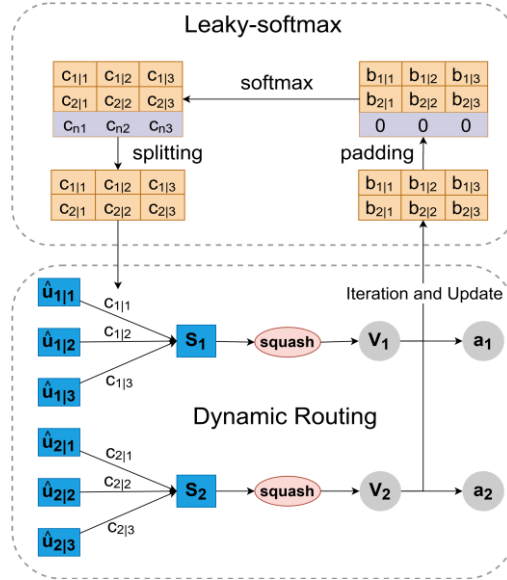 Leaky-softmax
c1|1 c1|2 c1|3
c2|1 c2|2 c2|3
cn1 cn2 cn3
softmax
b1|1 b1|2 b1|3
b2|1 b2|2 b2|3
0 0 0
splitting
padding
c1|1 c1|2 c1|3
c2|1 c2|2 c2|3
b1|1 b1|2 b1|3
b2|1 b2|2 b2|3
Iteration and Update
û1|1
c1|1
û1|2
c1|2
S1
squash
V1
a1
û1|3
c1|3
Dynamic Routing
û2|1
c2|1
û2|2
c2|2
S2
squash
V2
a2
û2|3
c2|3